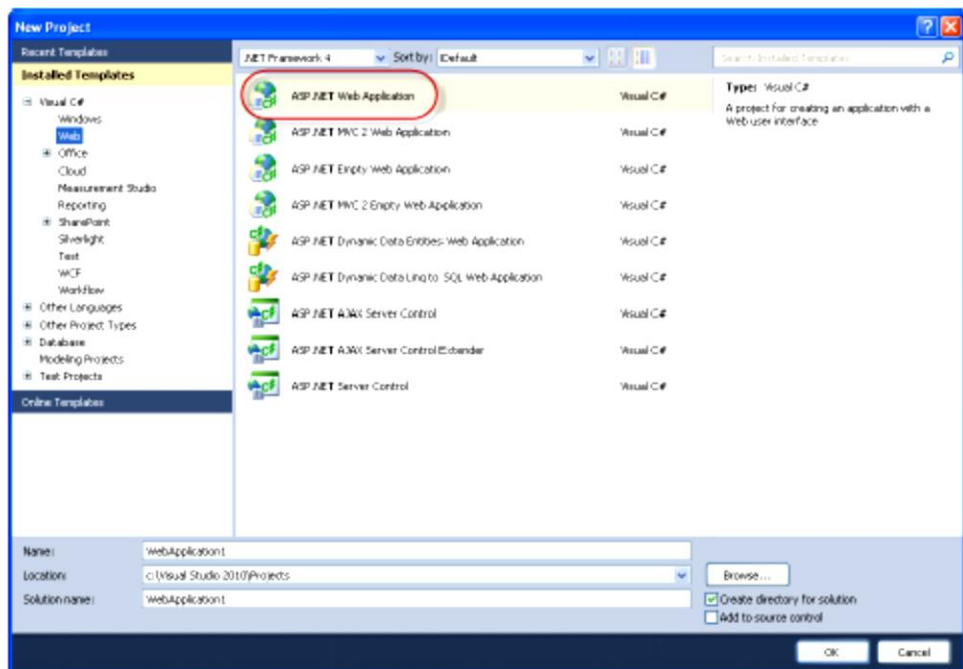 New Project
Recent Templates
Installed Templates
Visual C#
Windows
Web
Office
Cloud
Measurement Studio
Reporting
SharePoint
Silverlight
Test
WCF
Workflow
Other Languages
Other Project Types
Database
Modeling Projects
Test Projects
Online Templates
.NET Framework 4 Sort by: Default
Search Installed Templates
ASP.NET Web Application Visual C#
ASP.NET MVC 2 Web Application Visual C#
ASP.NET Empty Web Application Visual C#
ASP.NET MVC 2 Empty Web Application Visual C#
ASP.NET Dynamic Data Entities Web Application Visual C#
ASP.NET Dynamic Data Linq to SQL Web Application Visual C#
ASP.NET AJAX Server Control Visual C#
ASP.NET AJAX Server Control Extender Visual C#
ASP.NET Server Control Visual C#
Type: Visual C#
A project for creating an application with a
Web user interface
Name: WebApplication1
Location: c:\Visual Studio 2010\Projects
Browse...
Solution name: WebApplication1
Create directory for solution
Add to source control
OK Cancel